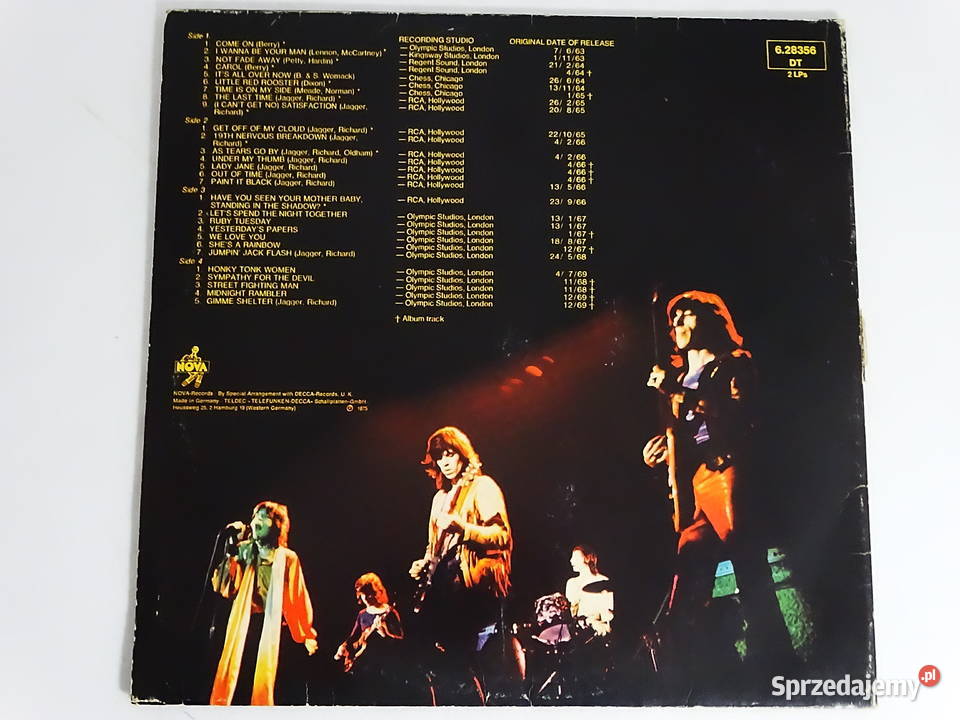 Side 1 RECORDING STUDIO ORIGINAL DATE OF RELEASE
1 COME ON (Berry) * — Olympic Studios, London 7/ 6/63
2. I WANNA BE YOUR MAN (Lennon, McCartney) * — Kingsway Studios, London 1/11/63
3. NOT FADE AWAY (Petty, Hardin) * — Regent Sound, London 21/ 2/64
4. CAROL (Berry) * — Regent Sound, London 4/64 †
5. IT'S ALL OVER NOW (B. & S. Womack) — Chess, Chicago 26/ 6/64
6. LITTLE RED ROOSTER (Dixon) * — Chess, Chicago 13/11/64
7. TIME IS ON MY SIDE (Meade, Norman) * — Chess, Chicago 1/65 †
8. THE LAST TIME (Jagger, Richard) * — RCA, Hollywood 26/ 2/65
9. (I CAN'T GET NO) SATISFACTION (Jagger, 20/ 8/65
Richard) *
Side 2
1. GET OFF OF MY CLOUD (Jagger, Richard) * — RCA, Hollywood 22/10/65
2 19TH NERVOUS BREAKDOWN (Jagger, — RCA, Hollywood 4/ 2/66
Richard) *
3. AS TEARS GO BY (Jagger, Richard, Oldham) * — RCA, Hollywood 4/ 2/66
4. UNDER MY THUMB (Jagger, Richard) — RCA, Hollywood 4/66 †
5. LADY JANE (Jagger, Richard) — RCA, Hollywood 4/66 †
6. OUT OF TIME (Jagger, Richard) — RCA, Hollywood 4/66 †
7. PAINT IT BLACK (Jagger, Richard) — RCA, Hollywood 13/ 5/66
Side 3
1 HAVE YOU SEEN YOUR MOTHER BABY, — RCA, Hollywood 23/ 9/66
STANDING IN THE SHADOW? *
2. LET'S SPEND THE NIGHT TOGETHER — Olympic Studios, London 13/ 1/67
3. RUBY TUESDAY — Olympic Studios, London 13/ 1/67
4. YESTERDAY'S PAPERS — Olympic Studios, London 1/67 †
5. WE LOVE YOU — Olympic Studios, London 18/ 8/67
6. SHE'S A RAINBOW — Olympic Studios, London 12/67 †
7 JUMPIN' JACK FLASH (Jagger, Richard) — Olympic Studios, London 24/ 5/68
Side 4
1 HONKY TONK WOMEN — Olympic Studios, London 4/ 7/69
2. SYMPATHY FOR THE DEVIL — Olympic Studios, London 11/68 †
3. STREET FIGHTING MAN — Olympic Studios, London 11/68 †
4 MIDNIGHT RAMBLER — Olympic Studios, London 12/69 †
5. GIMME SHELTER (Jagger, Richard) — Olympic Studios, London 12/69 †
† Album track
6.28356
DT
2 LPs
NOVA
NOVA-Records By Special Arrangement with DECCA-Records, U. K.
Made in Germany TELDEC »TELEFUNKEN-DECCA« Schallplatten-GmbH
Heussweg 25, 2 Hamburg 19 (Western Germany) Ⓟ 1975
Sprzedajemy.pl